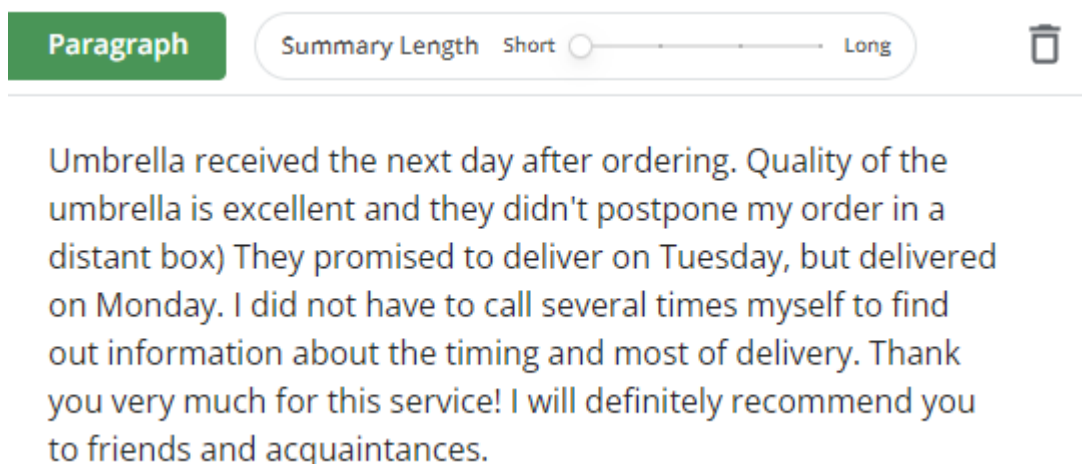 Paragraph
Summary Length Short Long
Umbrella received the next day after ordering. Quality of the
umbrella is excellent and they didn't postpone my order in a
distant box) They promised to deliver on Tuesday, but delivered
on Monday. I did not have to call several times myself to find
out information about the timing and most of delivery. Thank
you very much for this service! I will definitely recommend you
to friends and acquaintances.